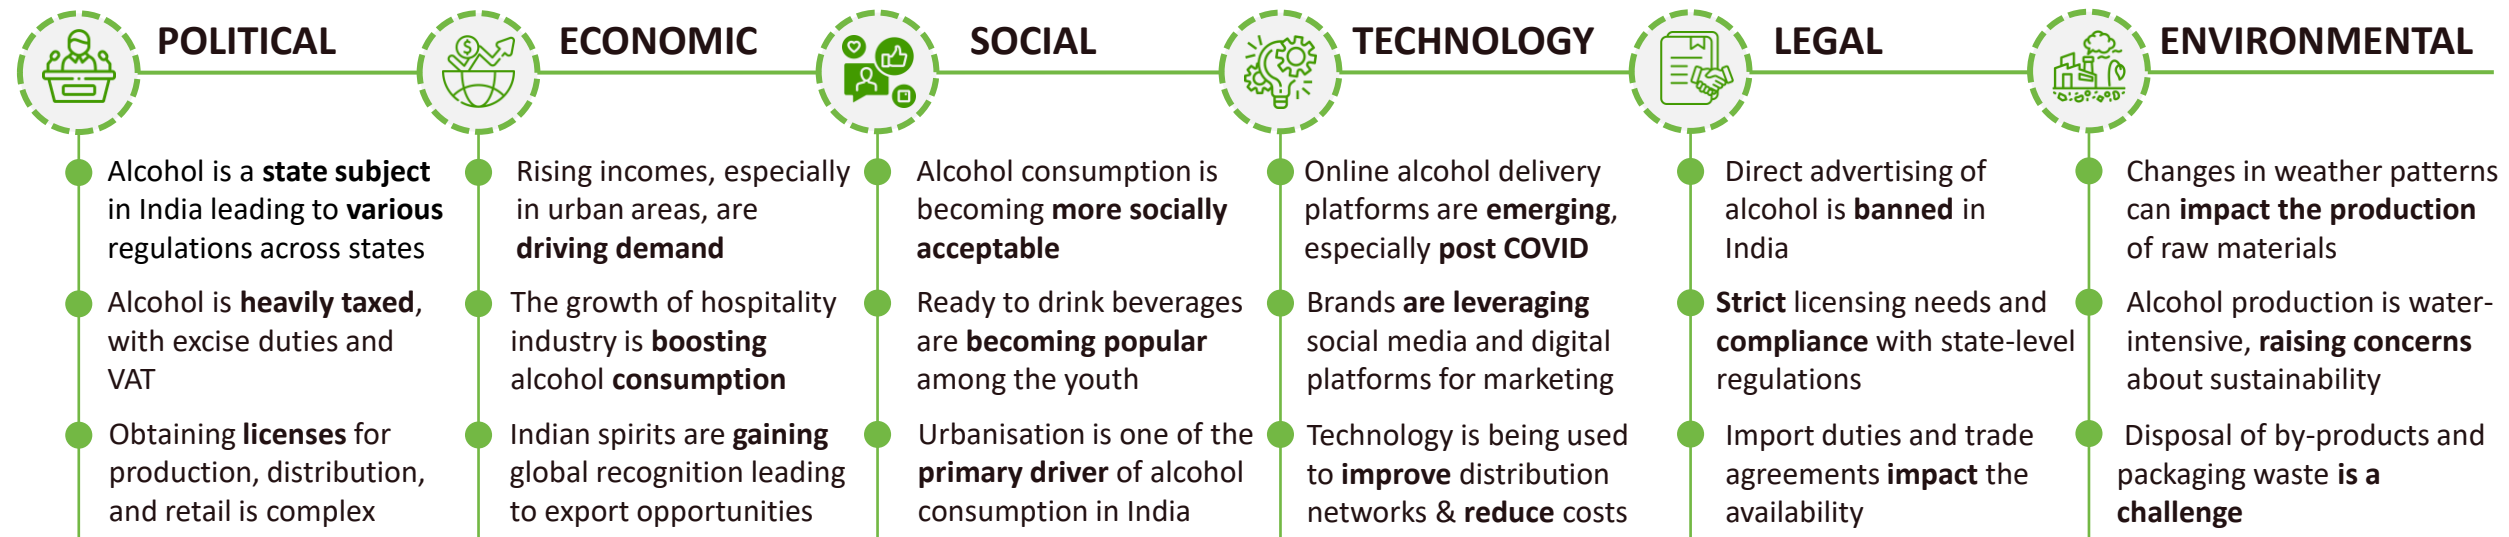 POLITICAL
Alcohol is a state subject
in India leading to various
regulations across states
Alcohol is heavily taxed,
with excise duties and
VAT
Obtaining licenses for
production, distribution,
and retail is complex
ECONOMIC
Rising incomes, especially
in urban areas, are
driving demand
The growth of hospitality
industry is boosting
alcohol consumption
Indian spirits are gaining
global recognition leading
to export opportunities
SOCIAL
Alcohol consumption is
becoming more socially
acceptable
Ready to drink beverages
are becoming popular
among the youth
Urbanisation is one of the
primary driver of alcohol
consumption in India
TECHNOLOGY
Online alcohol delivery
platforms are emerging,
especially post COVID
Brands are leveraging
social media and digital
platforms for marketing
Technology is being used
to improve distribution
networks & reduce costs
LEGAL
Direct advertising of
alcohol is banned in
India
Strict licensing needs and
compliance with state-level
regulations
Import duties and trade
agreements impact the
availability
ENVIRONMENTAL
Changes in weather patterns
can impact the production
of raw materials
Alcohol production is water-
intensive, raising concerns
about sustainability
Disposal of by-products and
packaging waste is a
challenge